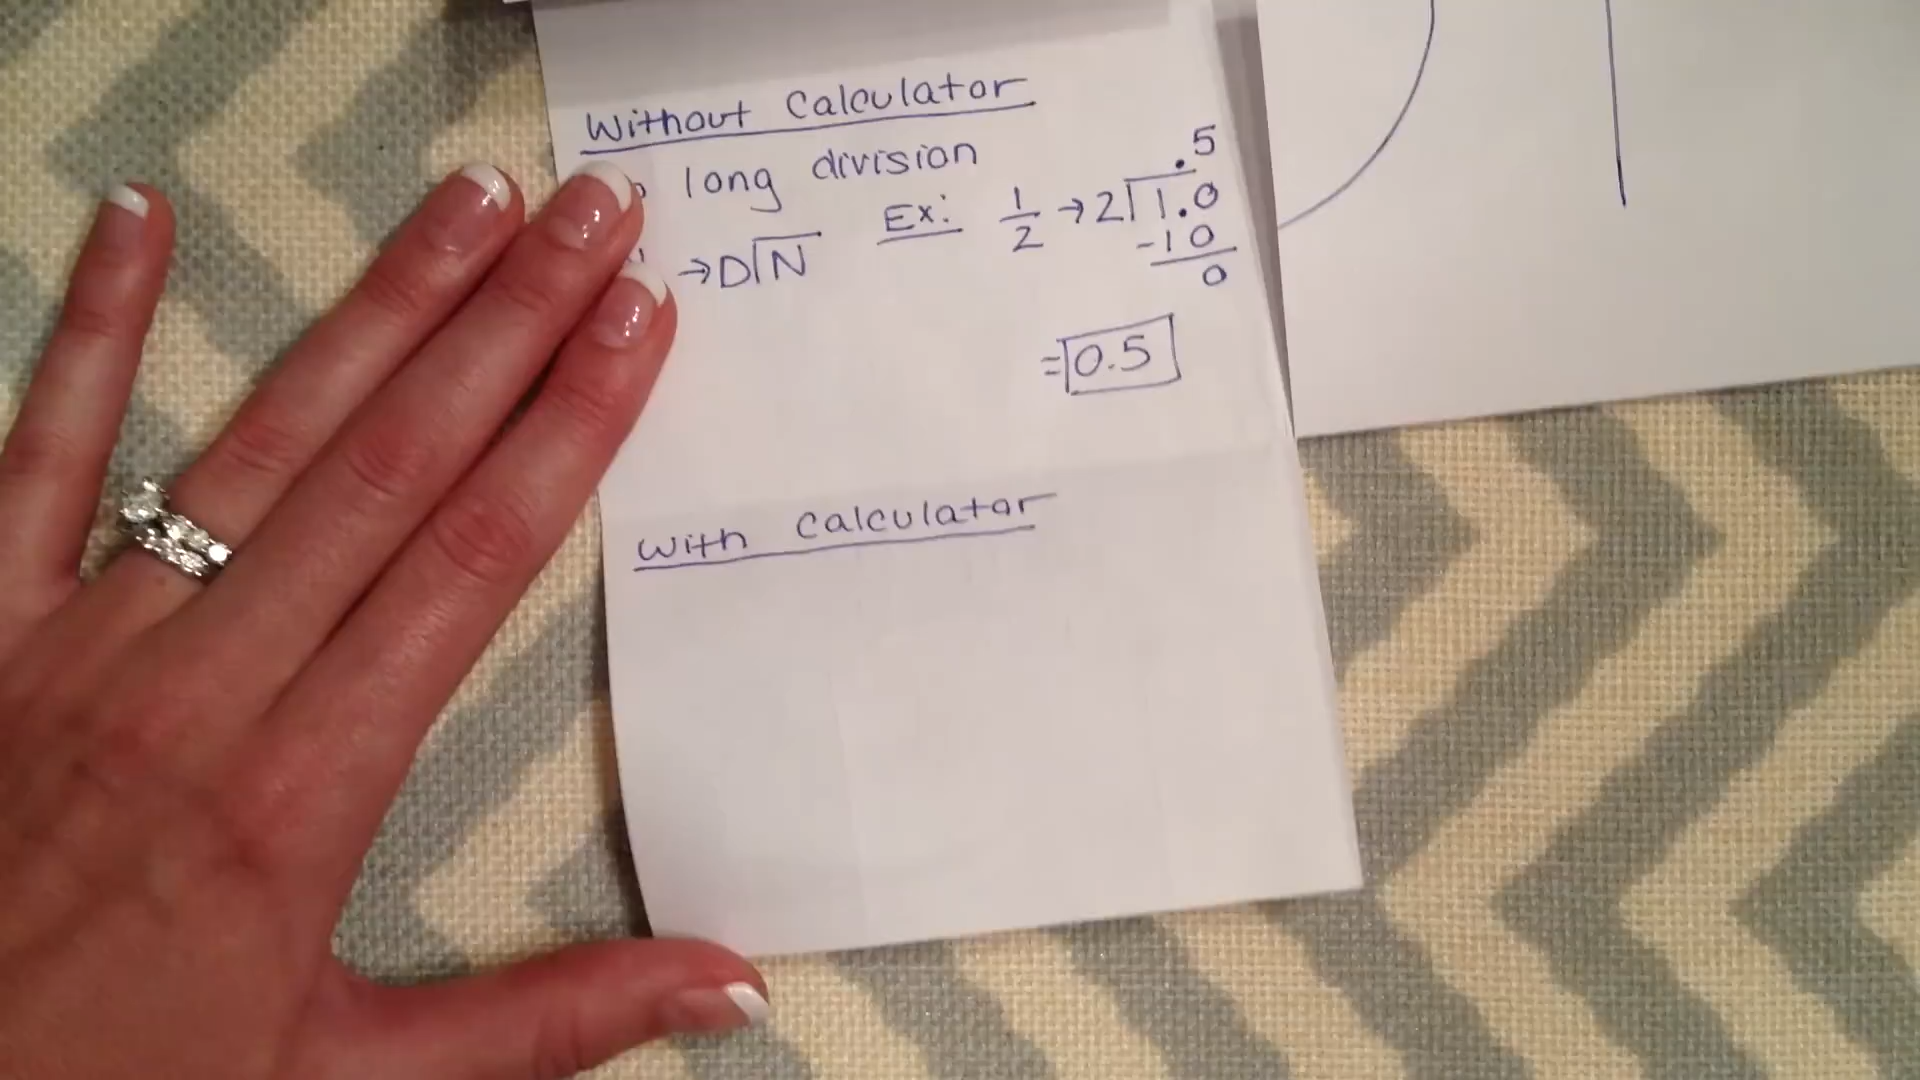 Without Calculator
long division
→ D⟌N
Ex: 1/2 → 2⟌1.0
.5
-10
0
= 0.5
With Calculator